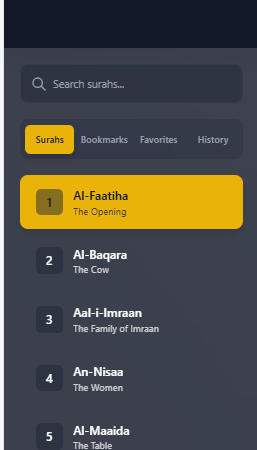 Search surahs...
Surahs Bookmarks Favorites History
1 Al-Faatiha
The Opening
2 Al-Baqara
The Cow
3 Aal-i-Imraan
The Family of Imraan
4 An-Nisaa
The Women
5 Al-Maaida
The Table